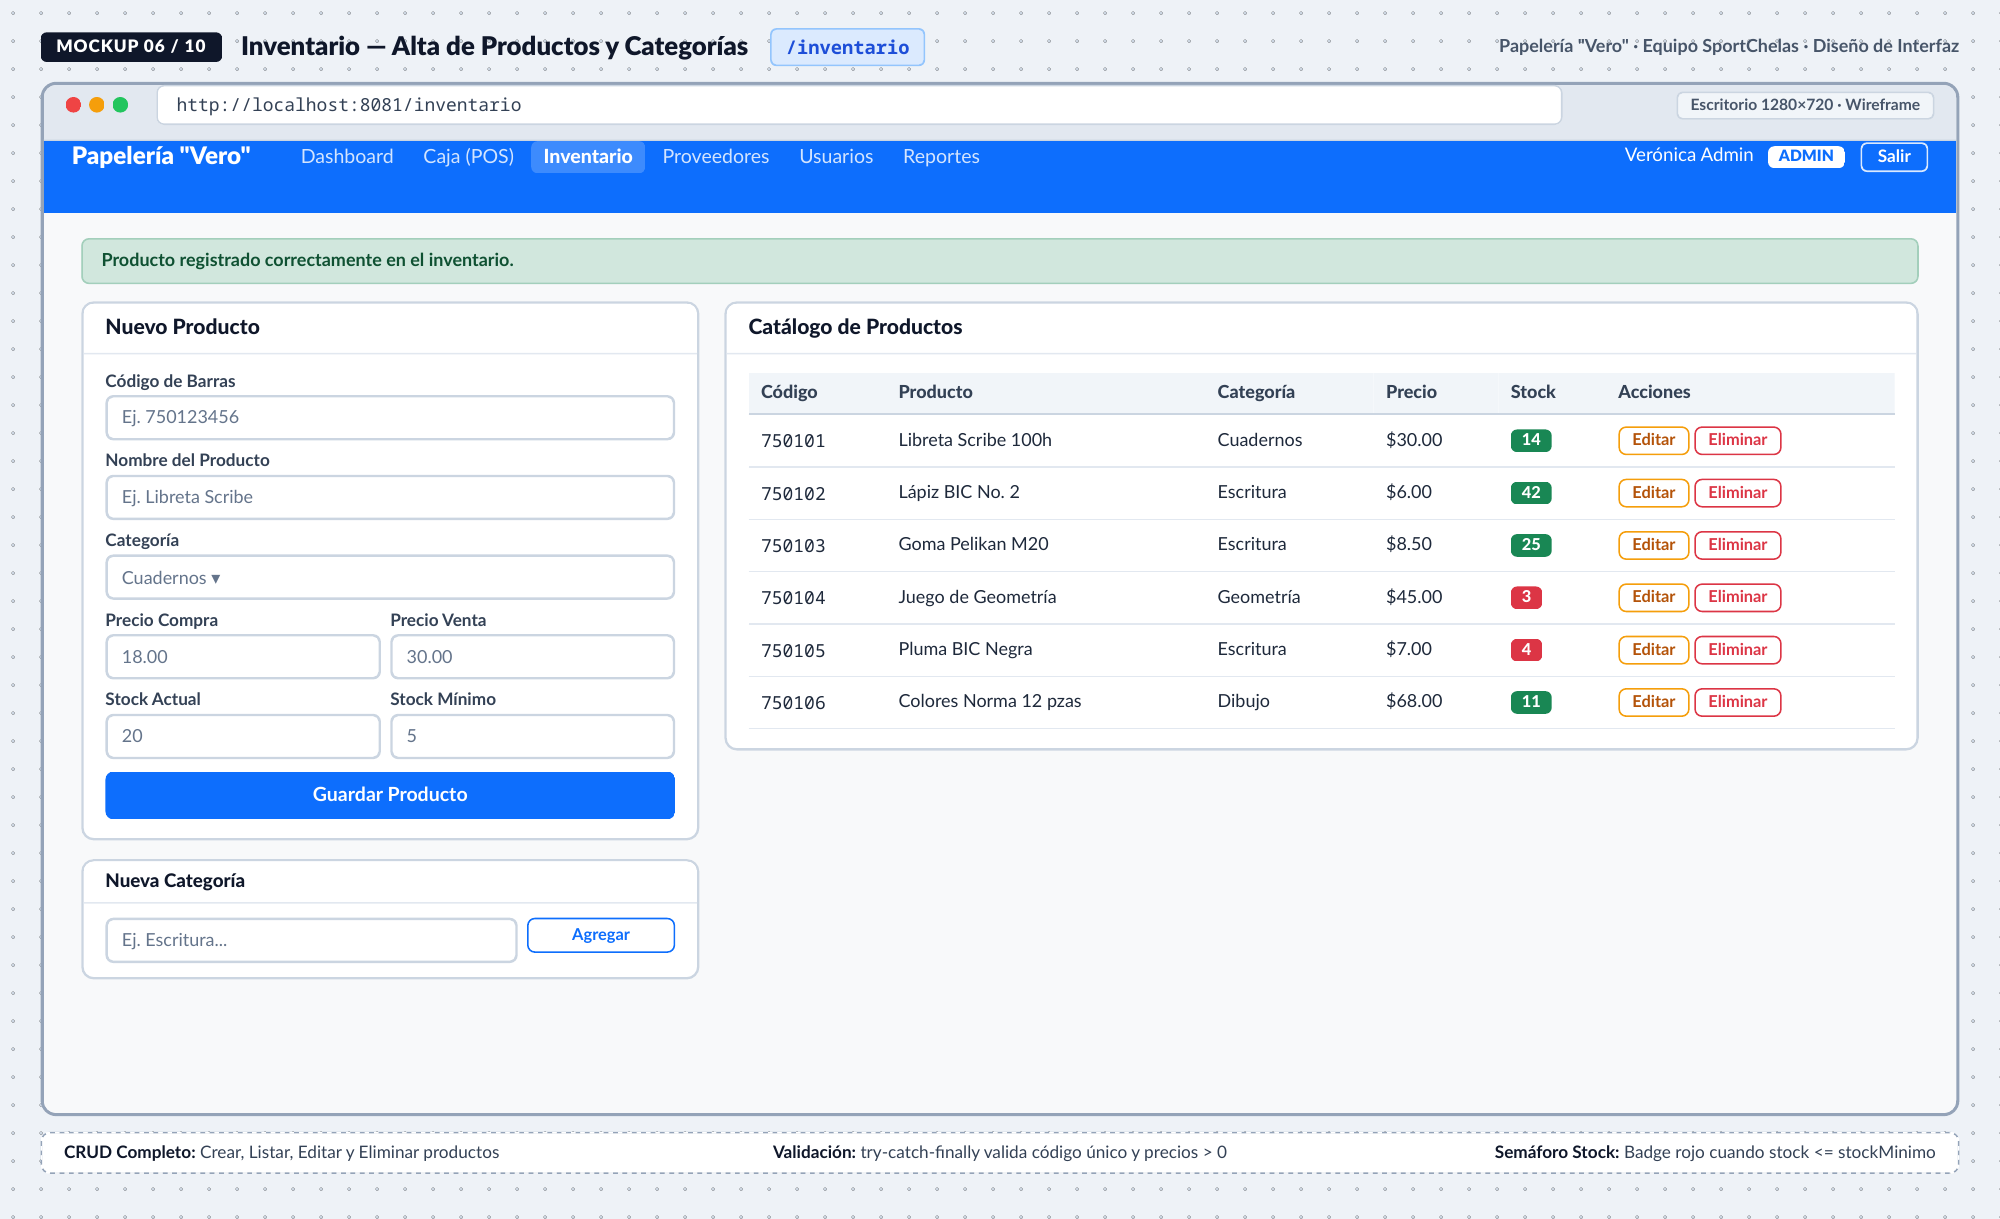 MOCKUP 06 / 10 Inventario — Alta de Productos y Categorías /inventario Papelería "Vero" · Equipo SportChelas · Diseño de Interfaz
http://localhost:8081/inventario Escritorio 1280×720 · Wireframe
Papelería "Vero" Dashboard Caja (POS) Inventario Proveedores Usuarios Reportes Verónica Admin ADMIN Salir
Producto registrado correctamente en el inventario.
Nuevo Producto
Código de Barras
Ej. 750123456
Nombre del Producto
Ej. Libreta Scribe
Categoría
Cuadernos ▾
Precio Compra Precio Venta
18.00 30.00
Stock Actual Stock Mínimo
20 5
Guardar Producto
Nueva Categoría
Ej. Escritura... Agregar
Catálogo de Productos
Código Producto Categoría Precio Stock Acciones
750101 Libreta Scribe 100h Cuadernos $30.00 14 Editar Eliminar
750102 Lápiz BIC No. 2 Escritura $6.00 42 Editar Eliminar
750103 Goma Pelikan M20 Escritura $8.50 25 Editar Eliminar
750104 Juego de Geometría Geometría $45.00 3 Editar Eliminar
750105 Pluma BIC Negra Escritura $7.00 4 Editar Eliminar
750106 Colores Norma 12 pzas Dibujo $68.00 11 Editar Eliminar
CRUD Completo: Crear, Listar, Editar y Eliminar productos Validación: try-catch-finally valida código único y precios > 0 Semáforo Stock: Badge rojo cuando stock <= stockMinimo